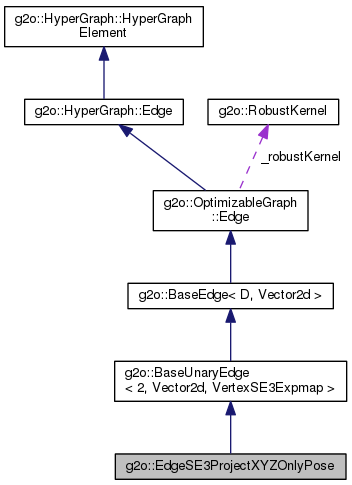 g2o::HyperGraph::HyperGraph
Element
g2o::HyperGraph::Edge
g2o::RobustKernel
_robustKernel
g2o::OptimizableGraph
::Edge
g2o::BaseEdge< D, Vector2d >
g2o::BaseUnaryEdge
< 2, Vector2d, VertexSE3Expmap >
g2o::EdgeSE3ProjectXYZOnlyPose